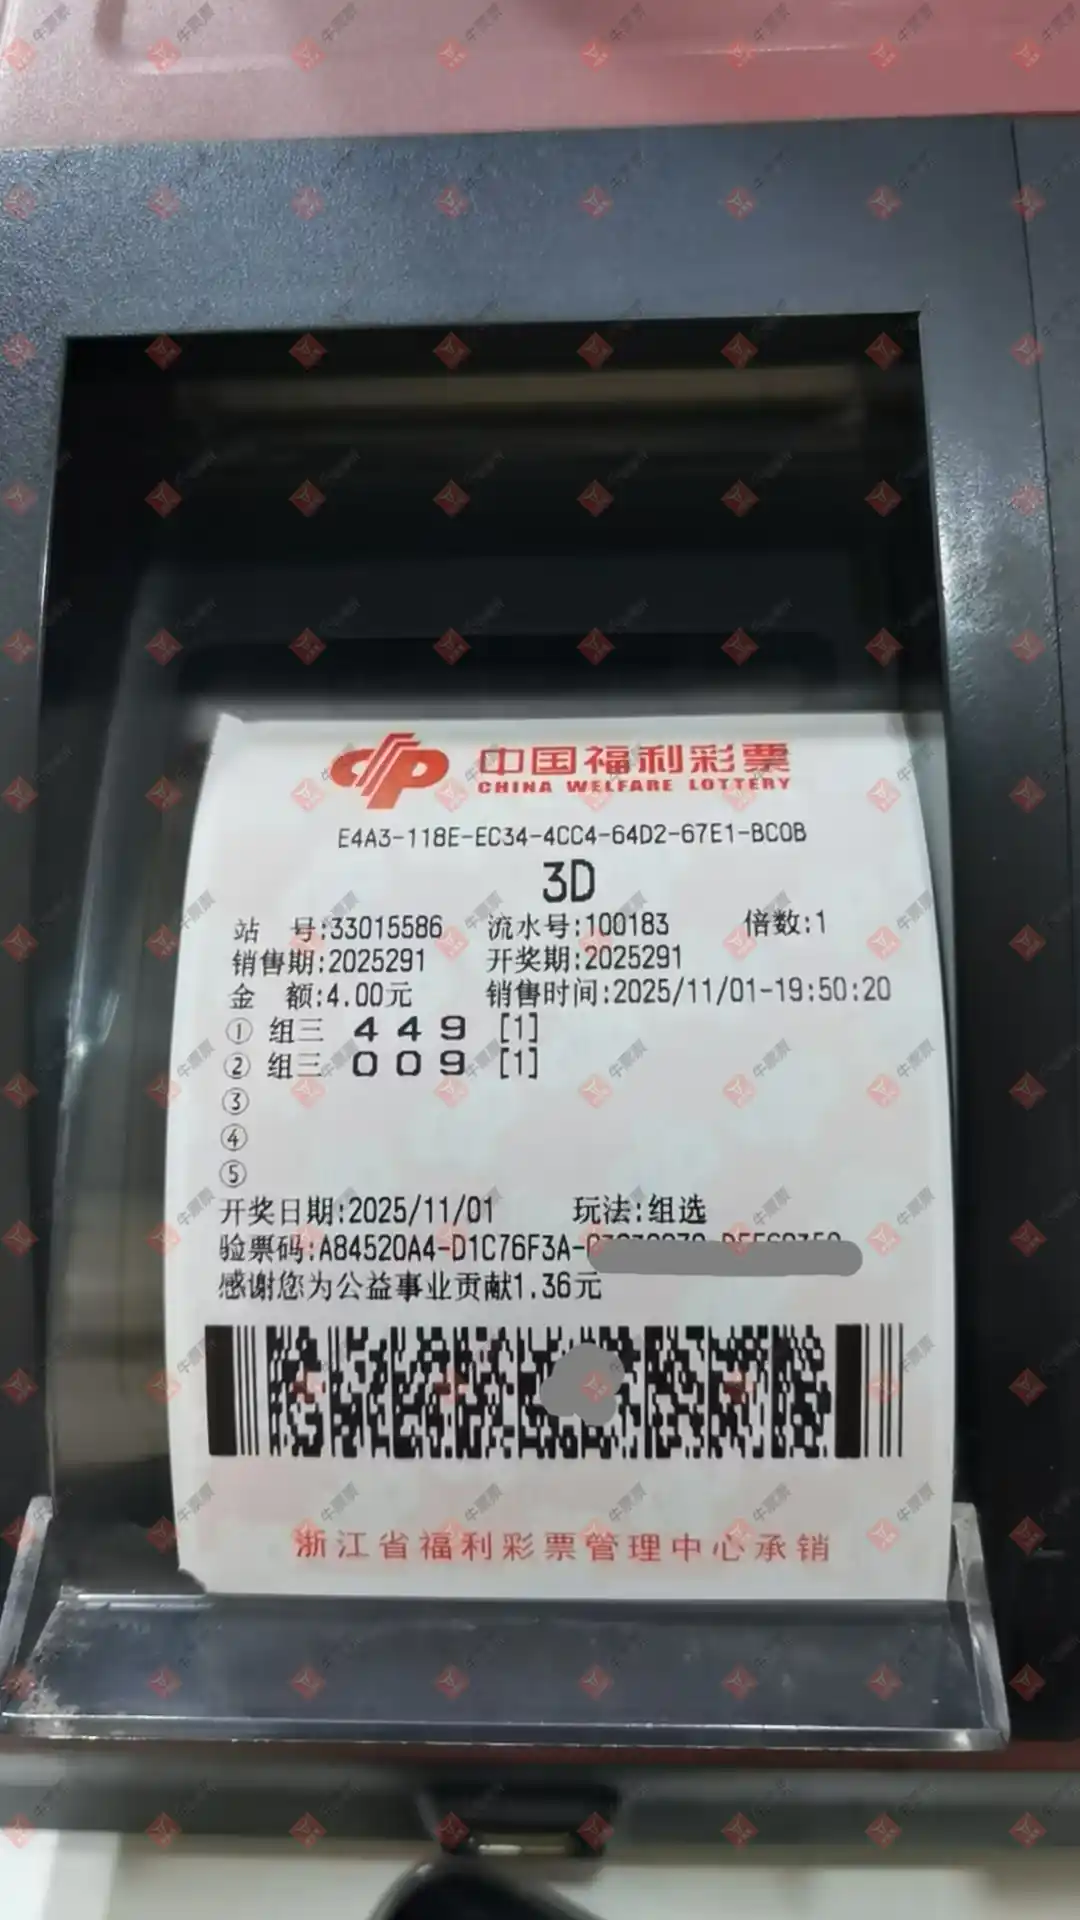 中国福利彩票
CHINA WELFARE LOTTERY
E4A3-118E-EC34-4CC4-64D2-67E1-BC0B
3D
站 号:33015586 流水号:100183 倍数:1
销售期:2025291 开奖期:2025291
金 额:4.00元 销售时间:2025/11/01-19:50:20
① 组三 4 4 9 [1]
② 组三 0 0 9 [1]
③
④
⑤
开奖日期:2025/11/01 玩法:组选
验票码:A84520A4-D1C76F3A-
感谢您为公益事业贡献1.36元
浙江省福利彩票管理中心承销
牛票票